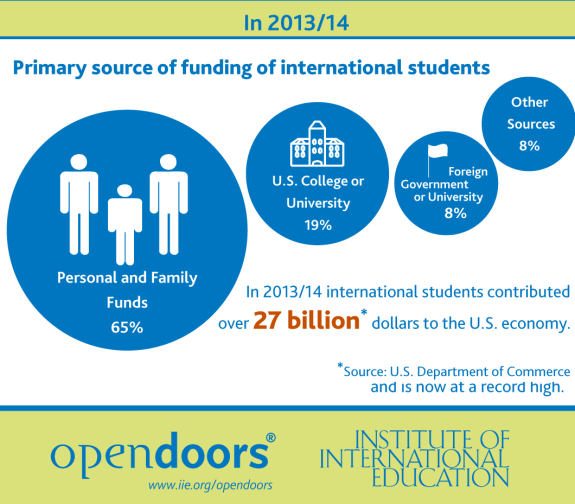 In 2013/14
Primary source of funding of international students
Personal and Family
Funds
65%
U.S. College or
University
19%
Foreign
Government
or University
8%
Other
Sources
8%
In 2013/14 international students contributed
over 27 billion* dollars to the U.S. economy.
*Source: U.S. Department of Commerce
and is now at a record high.
opendoors®
www.iie.org/opendoors
INSTITUTE OF
INTERNATIONAL
EDUCATION